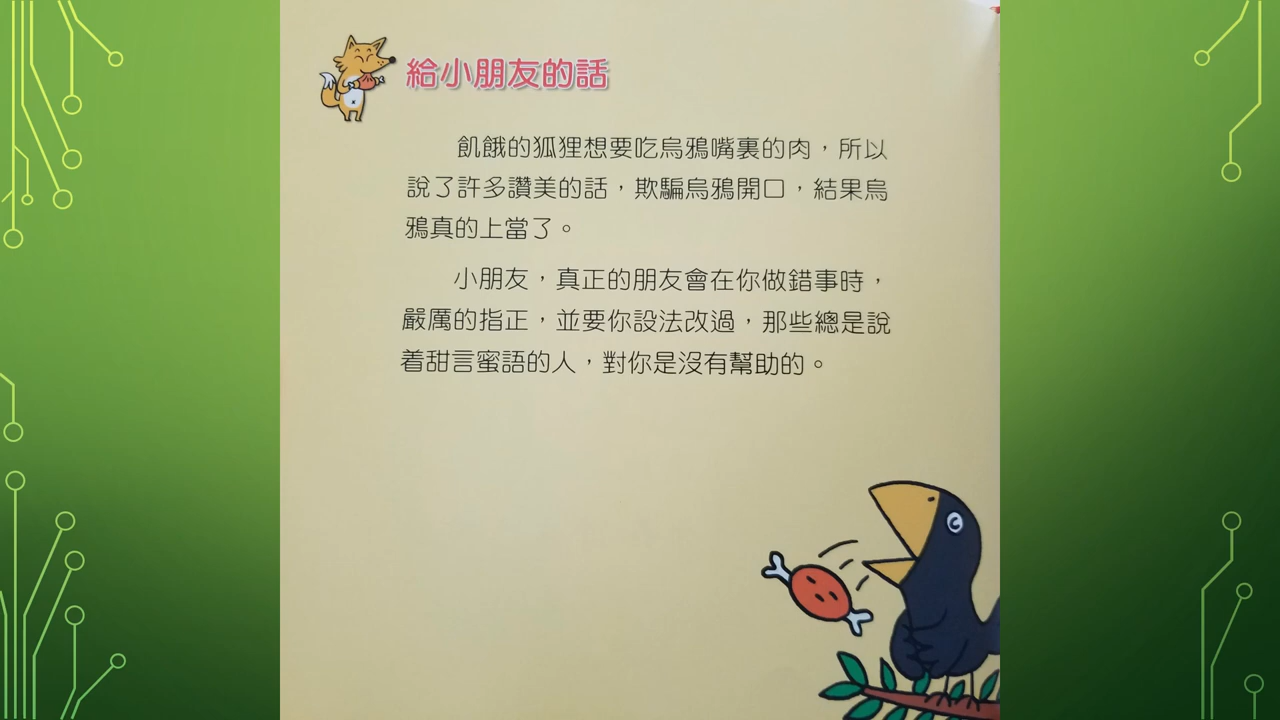 給小朋友的話
飢餓的狐狸想要吃烏鴉嘴裏的肉，所以
說了許多讚美的話，欺騙烏鴉開口，結果烏
鴉真的上當了。
小朋友，真正的朋友會在你做錯事時，
嚴厲的指正，並要你設法改過，那些總是說
着甜言蜜語的人，對你是沒有幫助的。